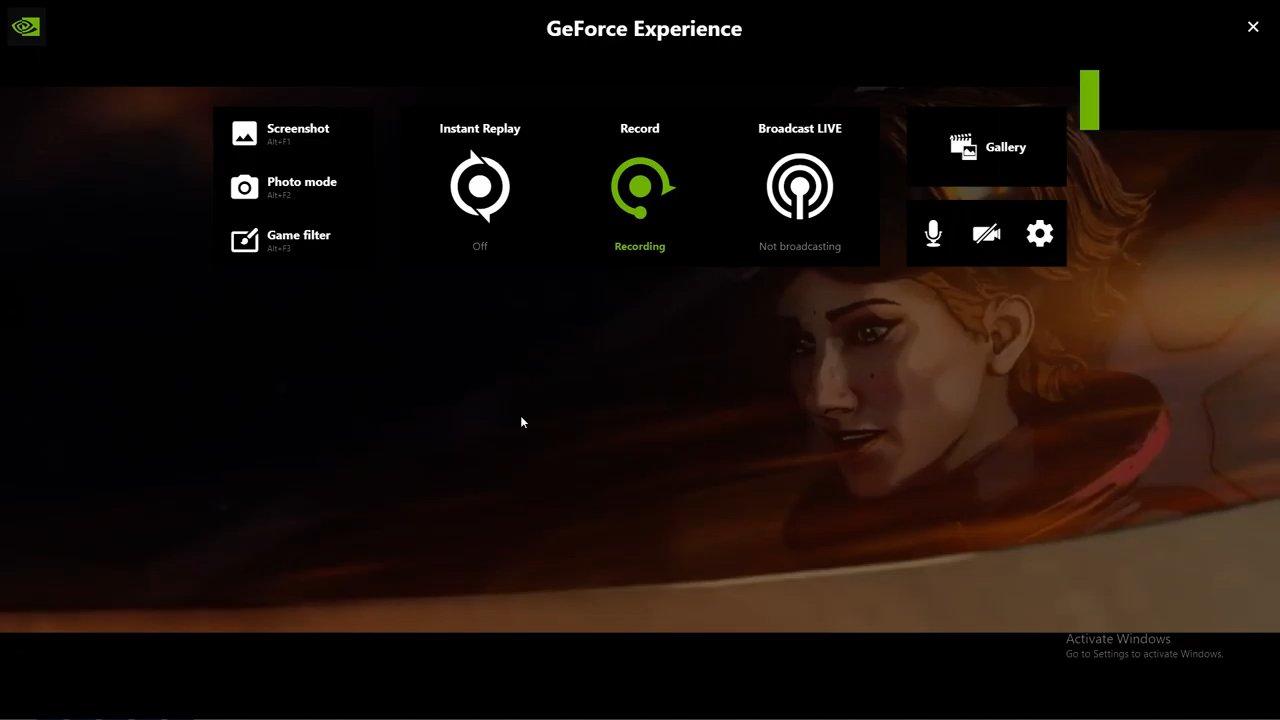 GeForce Experience
Screenshot
Alt+F1
Photo mode
Alt+F2
Game filter
Alt+F3
Instant Replay
Off
Record
Recording
Broadcast LIVE
Not broadcasting
Gallery
Activate Windows
Go to Settings to activate Windows.